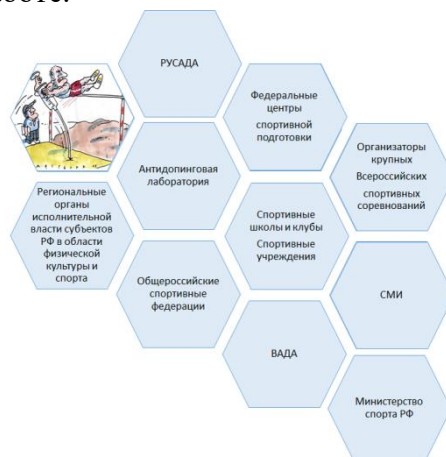 РУСАДА
Федеральные
центры
спортивной
подготовки
Организаторы
крупных
Всероссийских
спортивных
соревнований
Антидопинговая
лаборатория
Региональные
органы
исполнительной
власти субъектов
РФ в области
физической
культуры и
спорта
Спортивные
школы и клубы
Спортивные
учреждения
Общероссийские
спортивные
федерации
СМИ
ВАДА
Министерство
спорта РФ